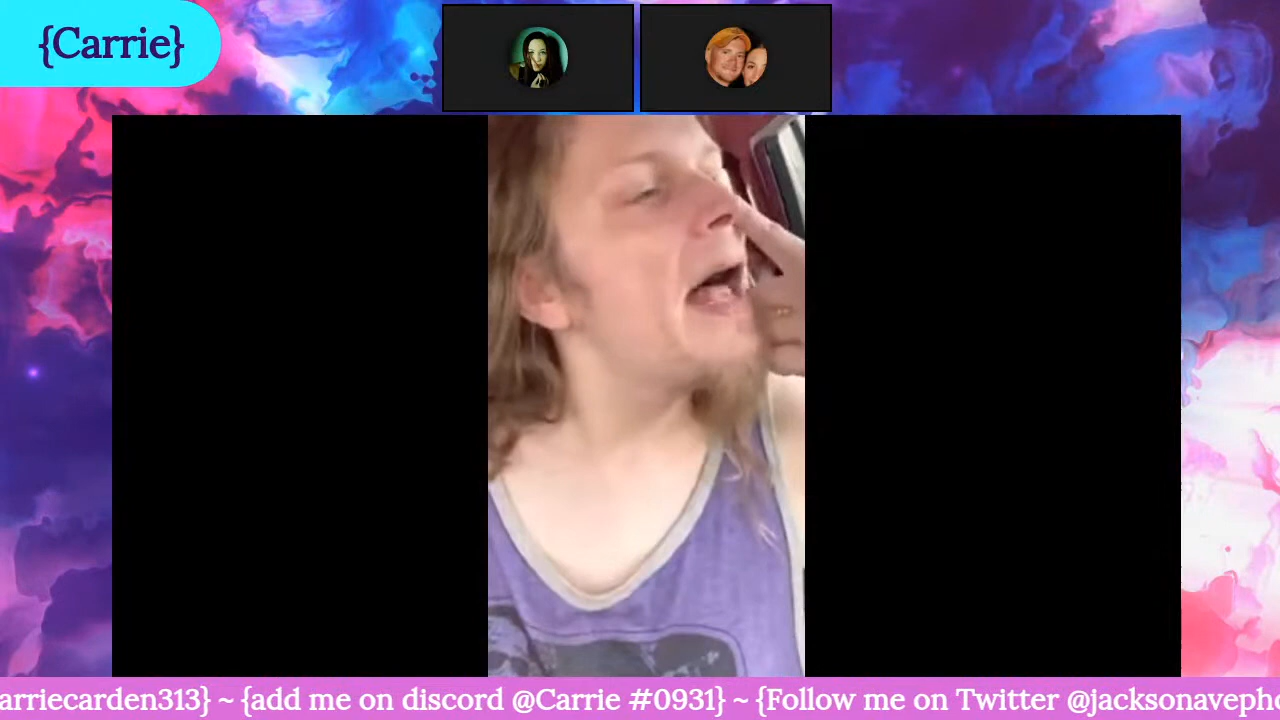 {Carrie}
arriecarden313} ~ {add me on discord @Carrie #0931} ~ {Follow me on Twitter @jacksonavepho